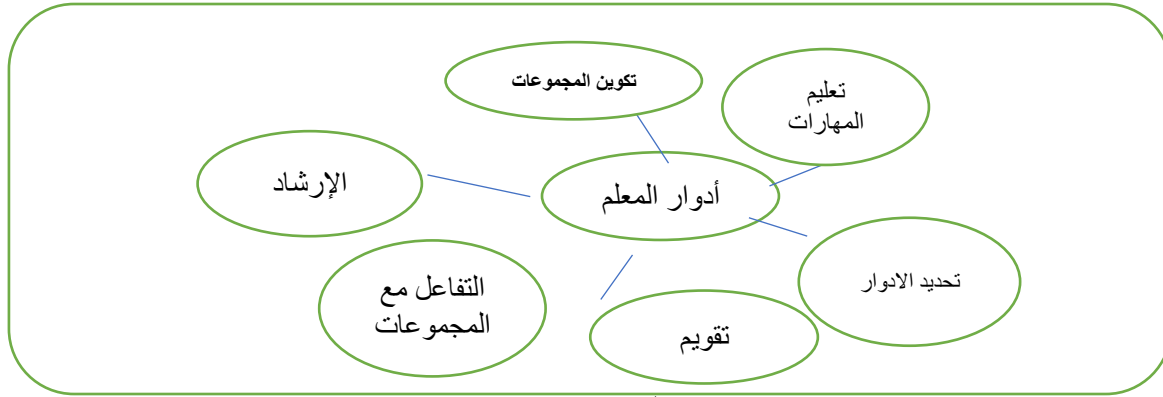 تكوين المجموعات
تعليم
المهارات
الإرشاد
أدوار المعلم
تحديد الادوار
التفاعل مع
المجموعات
تقويم